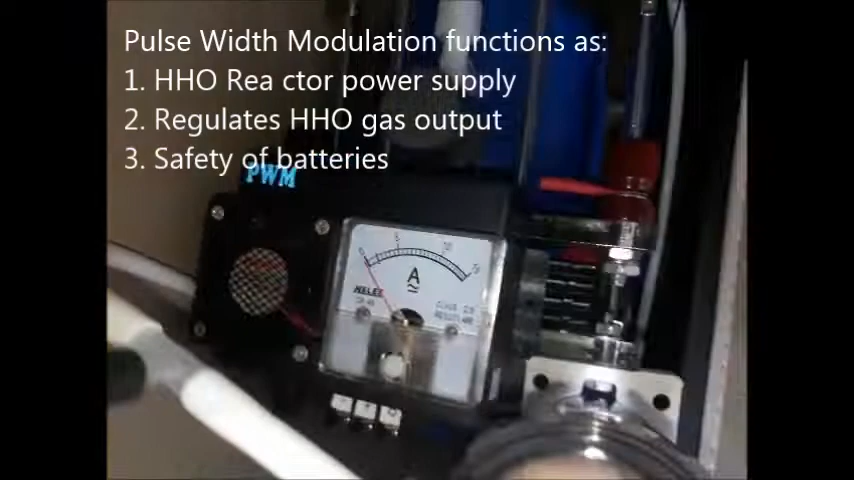 Pulse Width Modulation functions as:
1. HHO Rea ctor power supply
2. Regulates HHO gas output
3. Safety of batteries
PWM
A